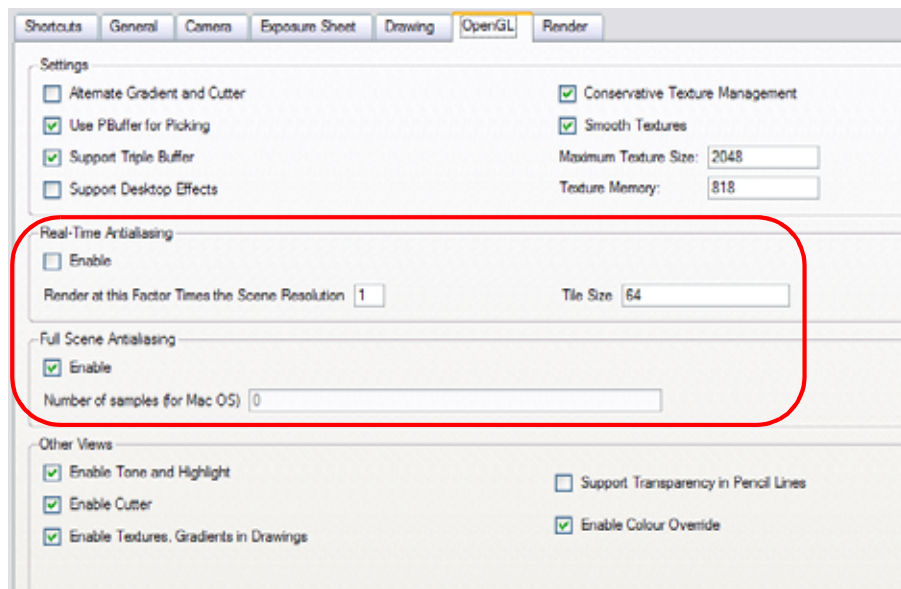 Shortcuts General Camera Exposure Sheet Drawing OpenGL Render
Settings
Alternate Gradient and Cutter
Conservative Texture Management
Use PBuffer for Picking
Smooth Textures
Support Triple Buffer
Maximum Texture Size: 2048
Support Desktop Effects
Texture Memory: 818
Real-Time Antialiasing
Enable
Render at this Factor Times the Scene Resolution 1
Tile Size 64
Full Scene Antialiasing
Enable
Number of samples (for Mac OS) 0
Other Views
Enable Tone and Highlight
Support Transparency in Pencil Lines
Enable Cutter
Enable Colour Override
Enable Textures, Gradients in Drawings